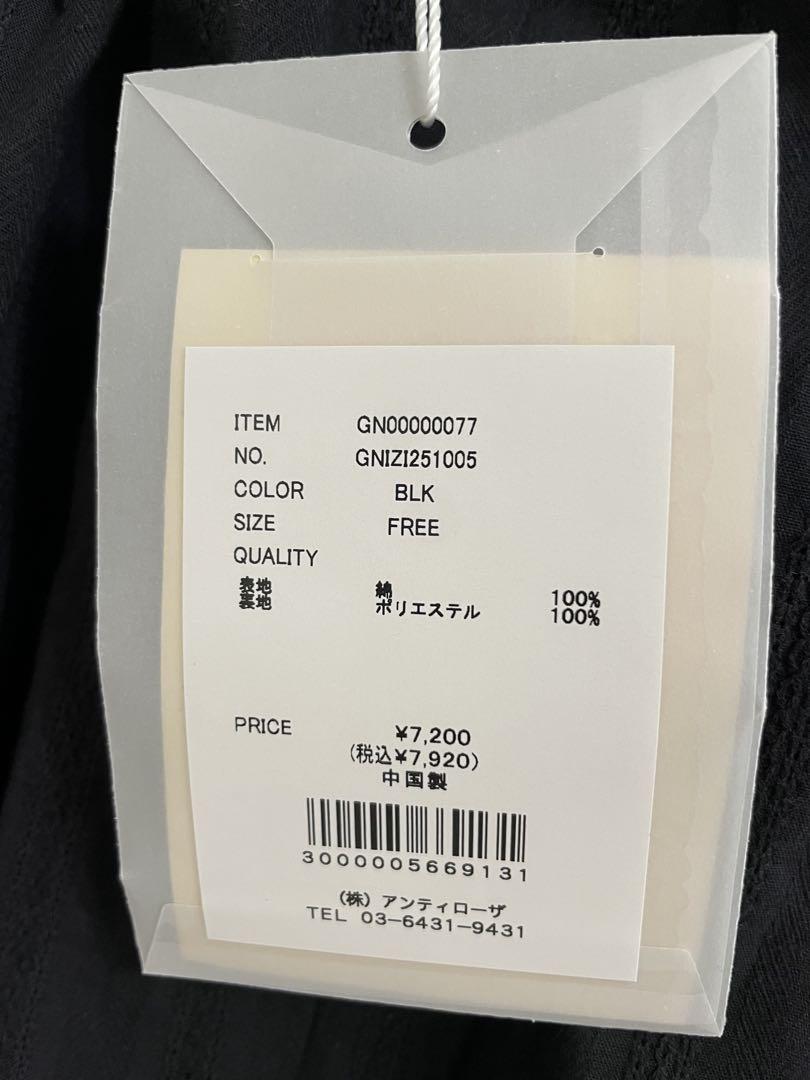 ITEM GN00000077
NO. GNIZI251005
COLOR BLK
SIZE FREE
QUALITY
表地 綿 100%
裏地 ポリエステル 100%
PRICE ¥7,200
(税込¥7,920)
中国製
3000005669131
(株)アンティローザ
TEL 03-6431-9431